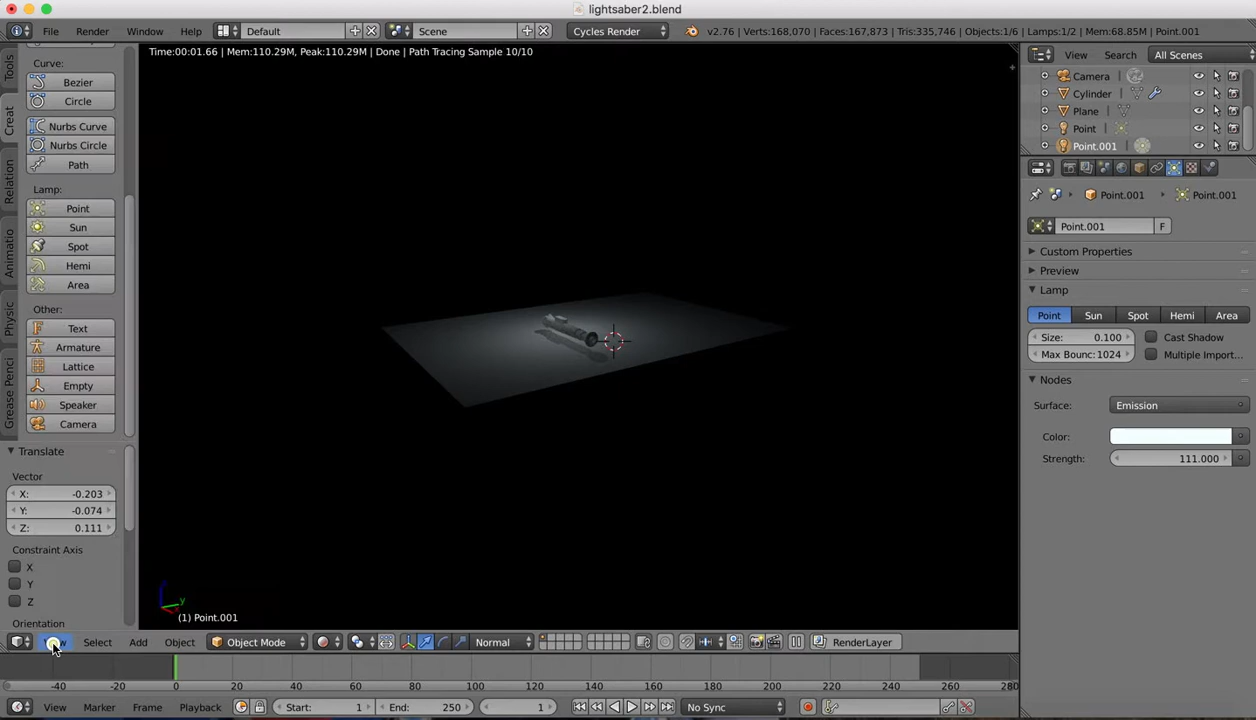 lightsaber2.blend
File Render Window Help Default Scene Cycles Render v2.76 | Verts:168,070 | Faces:167,873 | Tris:335,746 | Objects:1/6 | Lamps:1/2 | Mem:68.85M | Point.001
Time:00:01.66 | Mem:110.29M, Peak:110.29M | Done | Path Tracing Sample 10/10
Tools
Creat
Relation
Animatio
Physic
Grease Penci
Curve:
Bezier
Circle
Nurbs Curve
Nurbs Circle
Path
Lamp:
Point
Sun
Spot
Hemi
Area
Other:
Text
Armature
Lattice
Empty
Speaker
Camera
Translate
Vector
X: -0.203
Y: -0.074
Z: 0.111
Constraint Axis
X
Y
Z
Orientation
y
(1) Point.001
Select Add Object Object Mode Normal RenderLayer
-40 -20 0 20 40 60 80 100 120 140 160 180 200 220 240 260 280
View Marker Frame Playback Start: 1 End: 250 1 No Sync
View Search All Scenes
Camera
Cylinder
Plane
Point
Point.001
Point.001 Point.001
Point.001 F
Custom Properties
Preview
Lamp
Point Sun Spot Hemi Area
Size: 0.100 Cast Shadow
Max Bounc: 1024 Multiple Import...
Nodes
Surface: Emission
Color:
Strength: 111.000